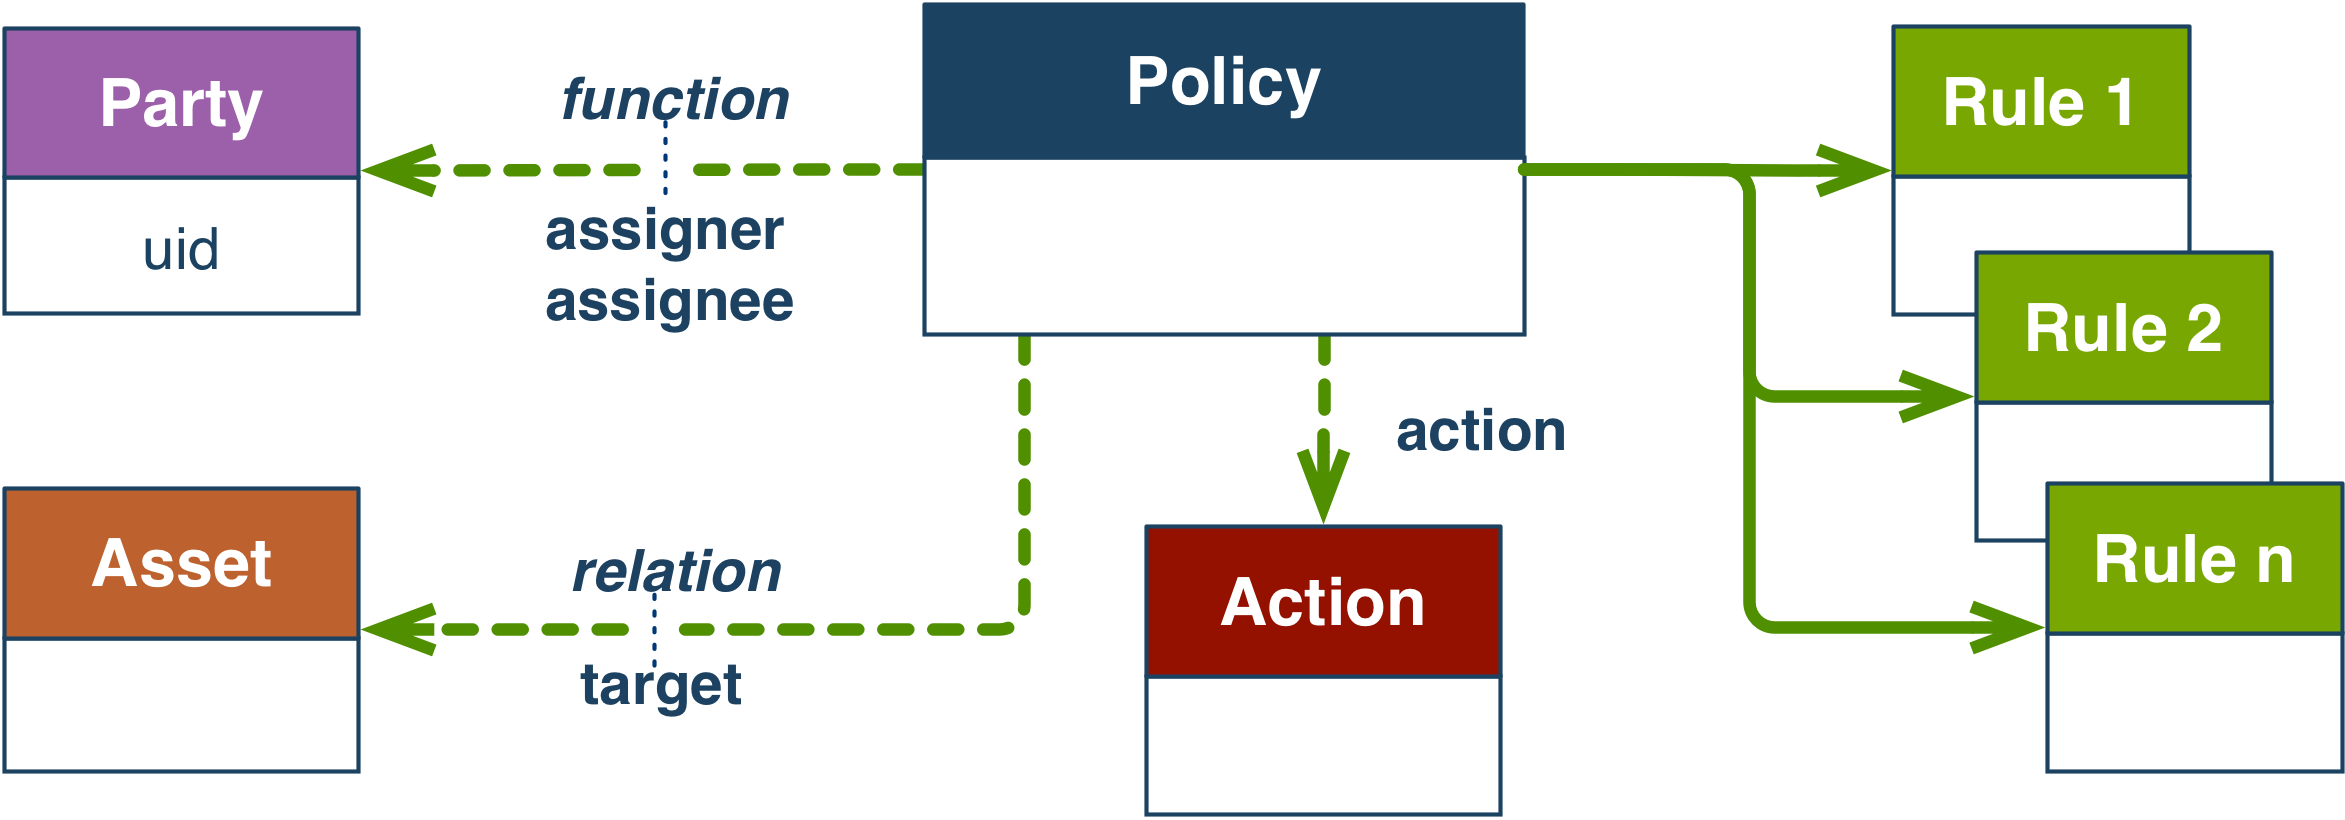 Party
uid
function
assigner
assignee
Policy
Rule 1
Rule 2
Rule n
action
Action
Asset
relation
target